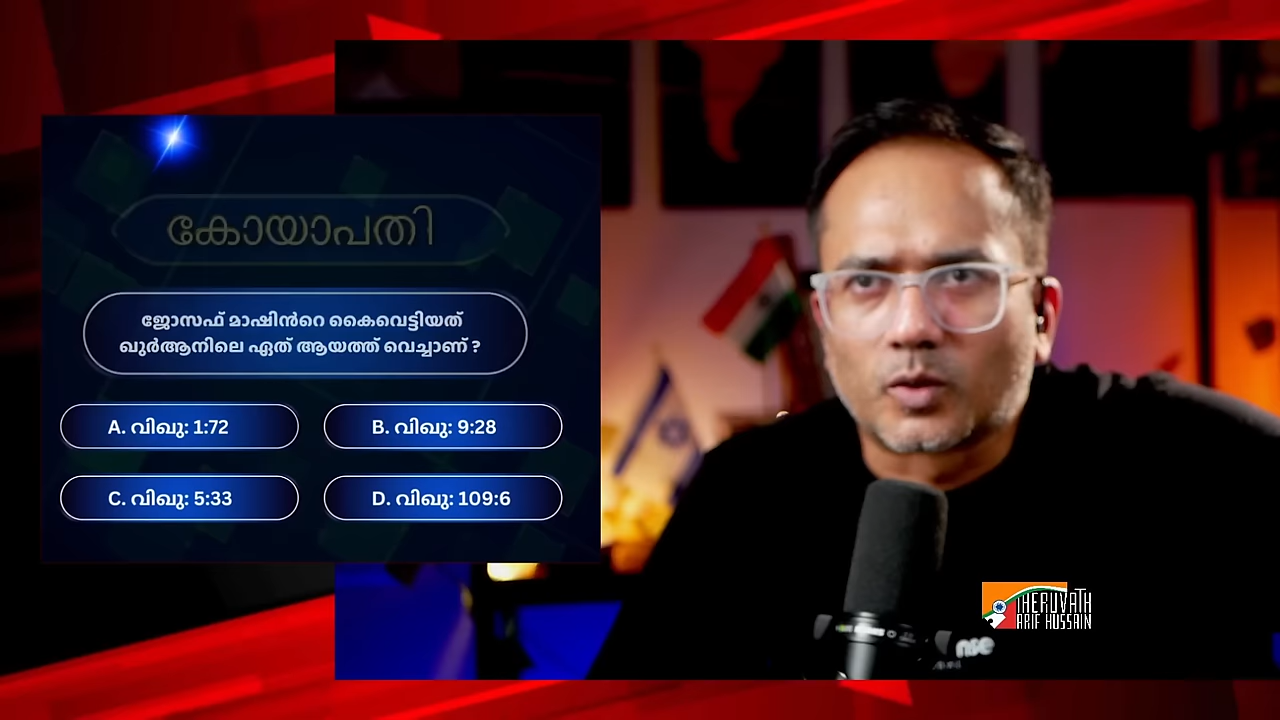 കോയാപതി
ജോസഫ് മാഷിൻറെ കൈവെട്ടിയത്
ഖുർആനിലെ ഏത് ആയത്ത് വെച്ചാണ് ?
A. വിഖു: 1:72
B. വിഖു: 9:28
C. വിഖു: 5:33
D. വിഖു: 109:6
THERUVATH
ARIF HUSSAIN